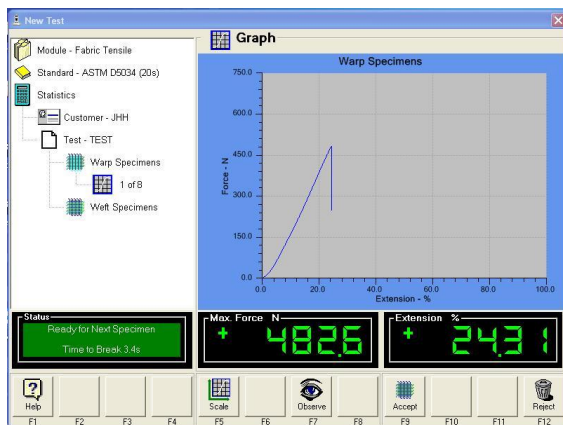 New Test
Module - Fabric Tensile
Standard - ASTM D5034 (20s)
Statistics
Customer - JHH
Test - TEST
Warp Specimens
1 of 8
Weft Specimens
Graph
Warp Specimens
750.0
600.0
450.0
300.0
150.0
0.0
Force - N
0.0 20.0 40.0 60.0 80.0 100.0
Extension - %
Status
Ready for Next Specimen
Time to Break 3.4s
Max. Force N
+ 482.6
Extension %
+ 24.31
Help Scale Observe Accept Reject
F1 F2 F3 F4 F5 F6 F7 F8 F9 F10 F11 F12